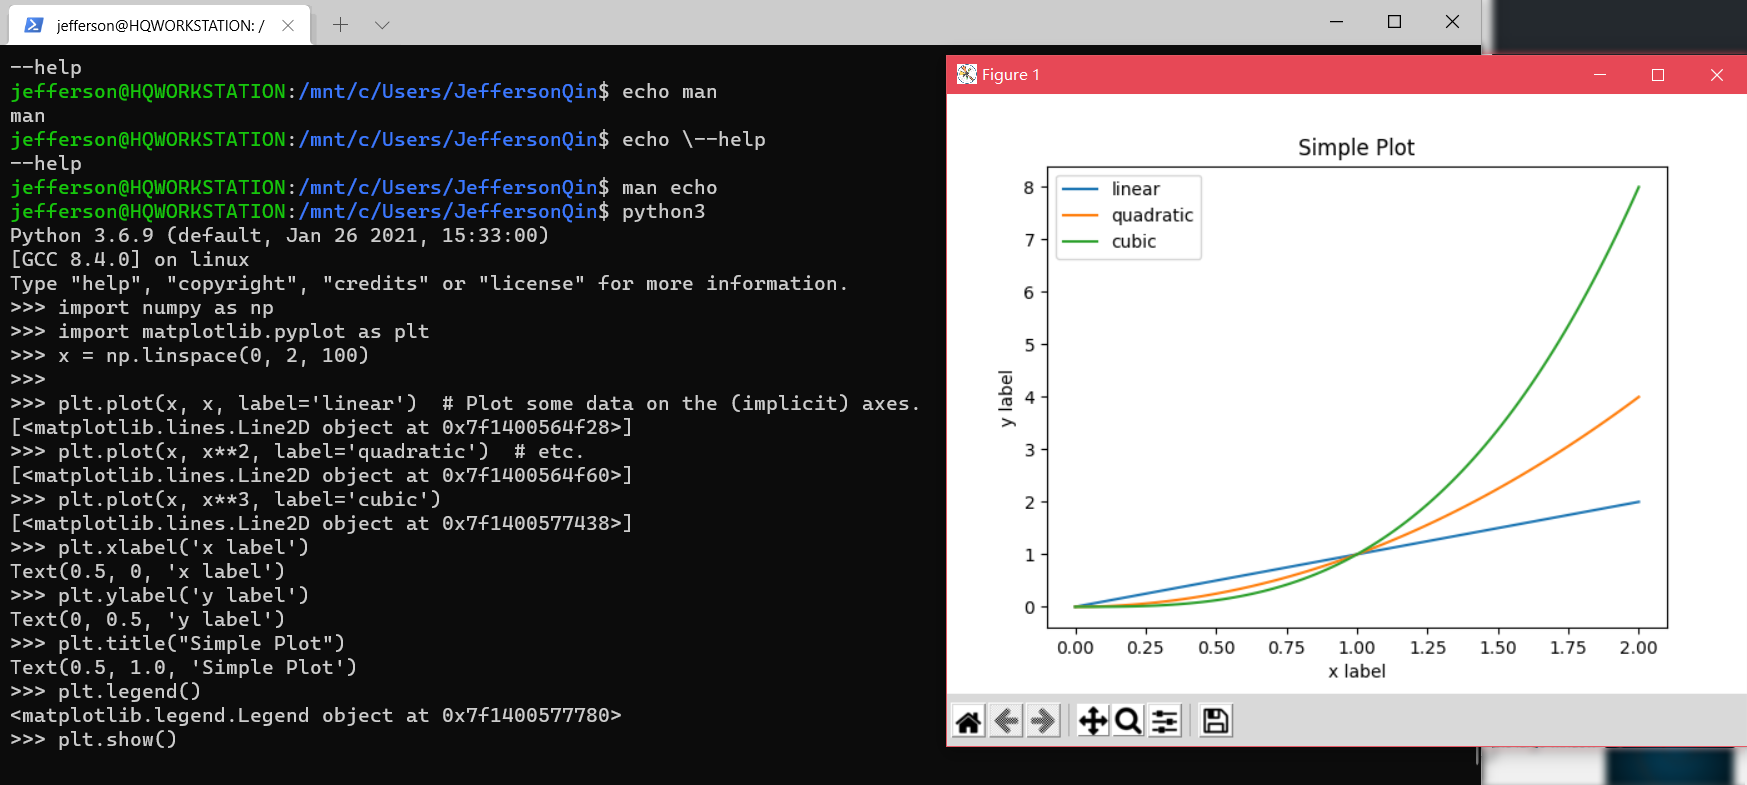 jefferson@HQWORKSTATION: /
--help
jefferson@HQWORKSTATION:/mnt/c/Users/JeffersonQin$ echo man
man
jefferson@HQWORKSTATION:/mnt/c/Users/JeffersonQin$ echo \--help
--help
jefferson@HQWORKSTATION:/mnt/c/Users/JeffersonQin$ man echo
jefferson@HQWORKSTATION:/mnt/c/Users/JeffersonQin$ python3
Python 3.6.9 (default, Jan 26 2021, 15:33:00)
[GCC 8.4.0] on linux
Type "help", "copyright", "credits" or "license" for more information.
>>> import numpy as np
>>> import matplotlib.pyplot as plt
>>> x = np.linspace(0, 2, 100)
>>>
>>> plt.plot(x, x, label='linear')  # Plot some data on the (implicit) axes.
[<matplotlib.lines.Line2D object at 0x7f1400564f28>]
>>> plt.plot(x, x**2, label='quadratic')  # etc.
[<matplotlib.lines.Line2D object at 0x7f1400564f60>]
>>> plt.plot(x, x**3, label='cubic')
[<matplotlib.lines.Line2D object at 0x7f1400577438>]
>>> plt.xlabel('x label')
Text(0.5, 0, 'x label')
>>> plt.ylabel('y label')
Text(0, 0.5, 'y label')
>>> plt.title("Simple Plot")
Text(0.5, 1.0, 'Simple Plot')
>>> plt.legend()
<matplotlib.legend.Legend object at 0x7f1400577780>
>>> plt.show()
Figure 1
Simple Plot
linear
quadratic
cubic
8
7
6
5
4
3
2
1
0
y label
0.00 0.25 0.50 0.75 1.00 1.25 1.50 1.75 2.00
x label